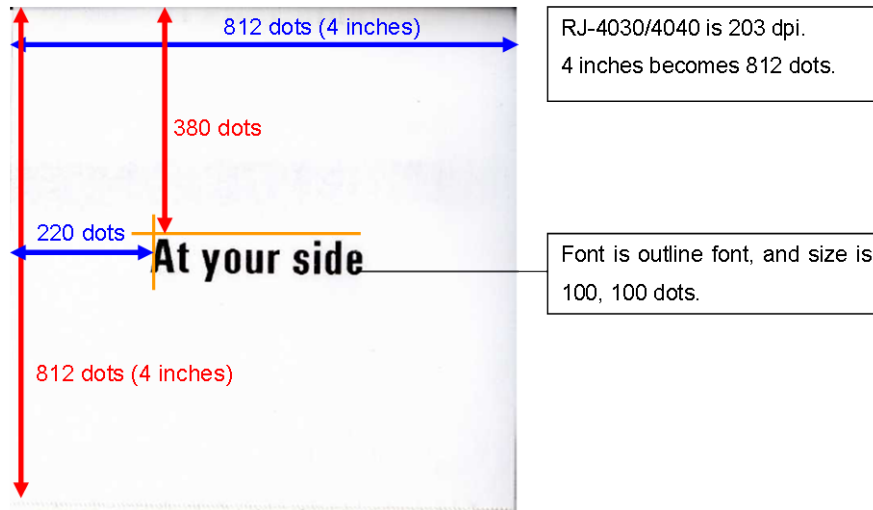 812 dots (4 inches)
RJ-4030/4040 is 203 dpi.
4 inches becomes 812 dots.
380 dots
220 dots
At your side
Font is outline font, and size is
100, 100 dots.
812 dots (4 inches)